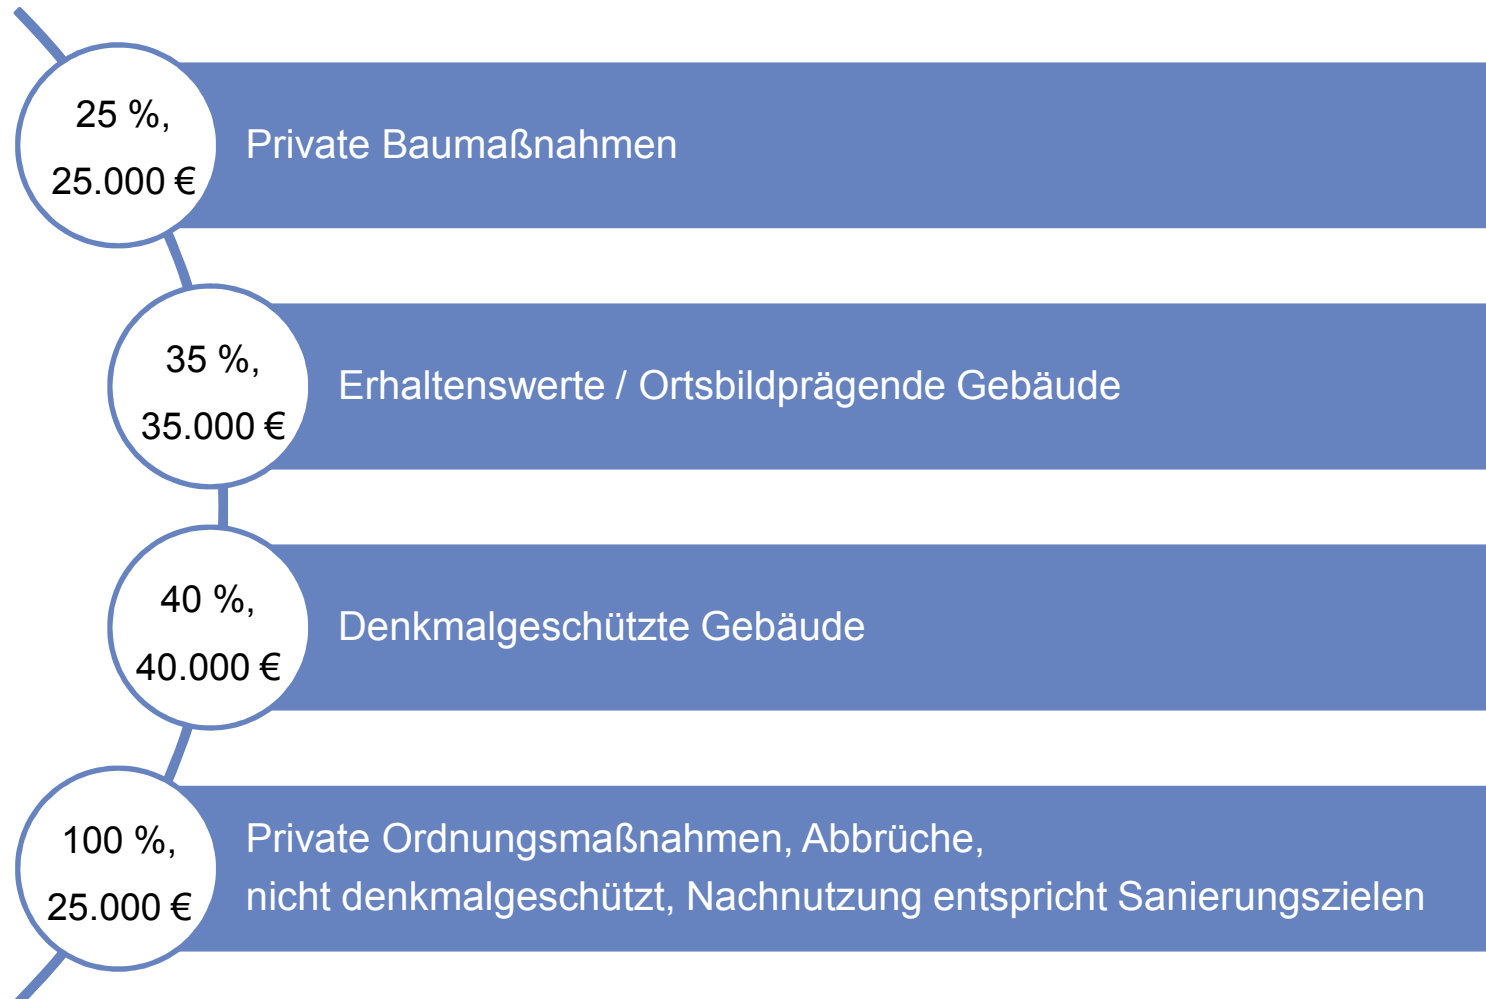 25 %,
25.000 €
Private Baumaßnahmen
35 %,
35.000 €
Erhaltenswerte / Ortsbildprägende Gebäude
40 %,
40.000 €
Denkmalgeschützte Gebäude
100 %,
25.000 €
Private Ordnungsmaßnahmen, Abbrüche,
nicht denkmalgeschützt, Nachnutzung entspricht Sanierungszielen